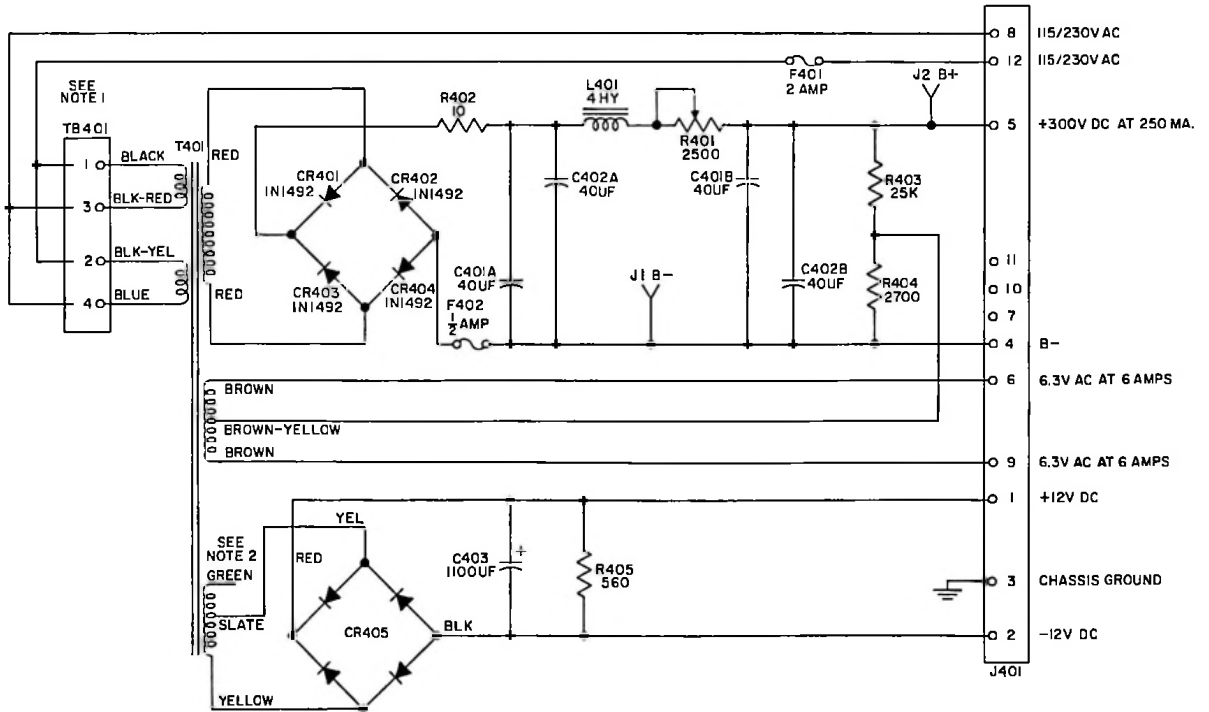 8 115/230V AC
12 115/230V AC
F401
2 AMP
J2 B+
SEE
NOTE 1
TB401
T401
RED
R402
10
L401
4 HY
R401
2500
5 +300V DC AT 250 MA.
1 BLACK
3 BLK-RED
2 BLK-YEL
4 BLUE
RED
CR401
1N1492
CR402
1N1492
CR403
1N1492
CR404
1N1492
C402A
40UF
C401B
40UF
R403
25K
C401A
40UF
F402
1/2 AMP
J1 B-
C402B
40UF
R404
2700
11
10
7
4 B-
BROWN
6 6.3V AC AT 6 AMPS
BROWN-YELLOW
BROWN
9 6.3V AC AT 6 AMPS
1 +12V DC
YEL
SEE
NOTE 2
RED
GREEN
SLATE
C403
1100UF
+
R405
560
3 CHASSIS GROUND
CR405
BLK
2 -12V DC
YELLOW
J401